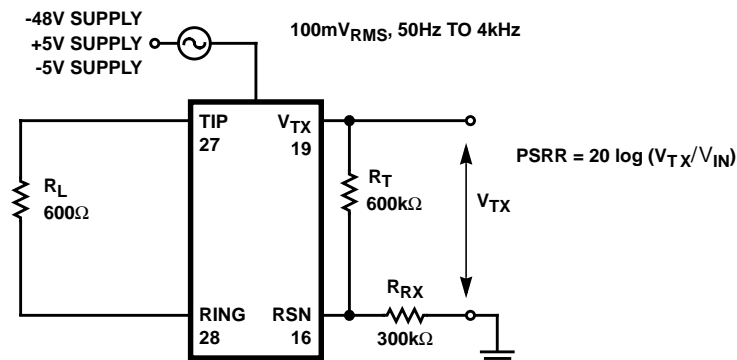 -48V SUPPLY
+5V SUPPLY
-5V SUPPLY
100mVRMS, 50Hz TO 4kHz
TIP
27
VTX
19
PSRR = 20 log (VTX/VIN)
RL
600Ω
RT
600kΩ
VTX
RING
28
RSN
16
RRX
300kΩ